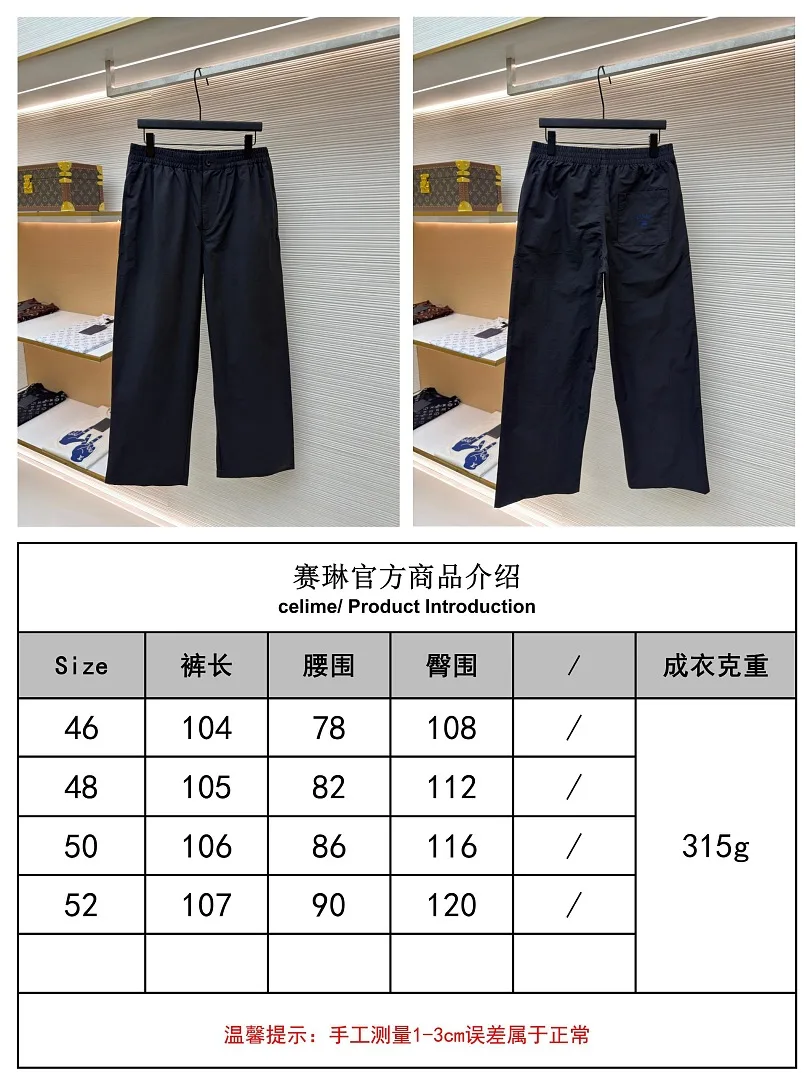 赛琳官方商品介绍
celime/ Product Introduction
Size 裤长 腰围 臀围 / 成衣克重
46 104 78 108 /
48 105 82 112 /
315g
50 106 86 116 /
52 107 90 120 /
温馨提示：手工测量1-3cm误差属于正常